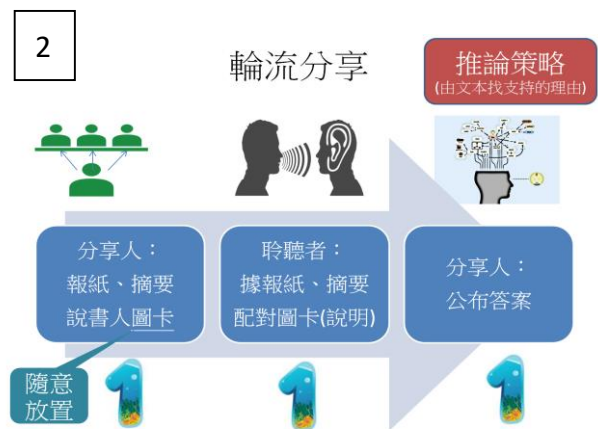 2
輪流分享
推論策略
(由文本找支持的理由)
分享人：
報紙、摘要
說書人圖卡
聆聽者：
據報紙、摘要
配對圖卡(說明)
分享人：
公布答案
隨意
放置
1
1
1